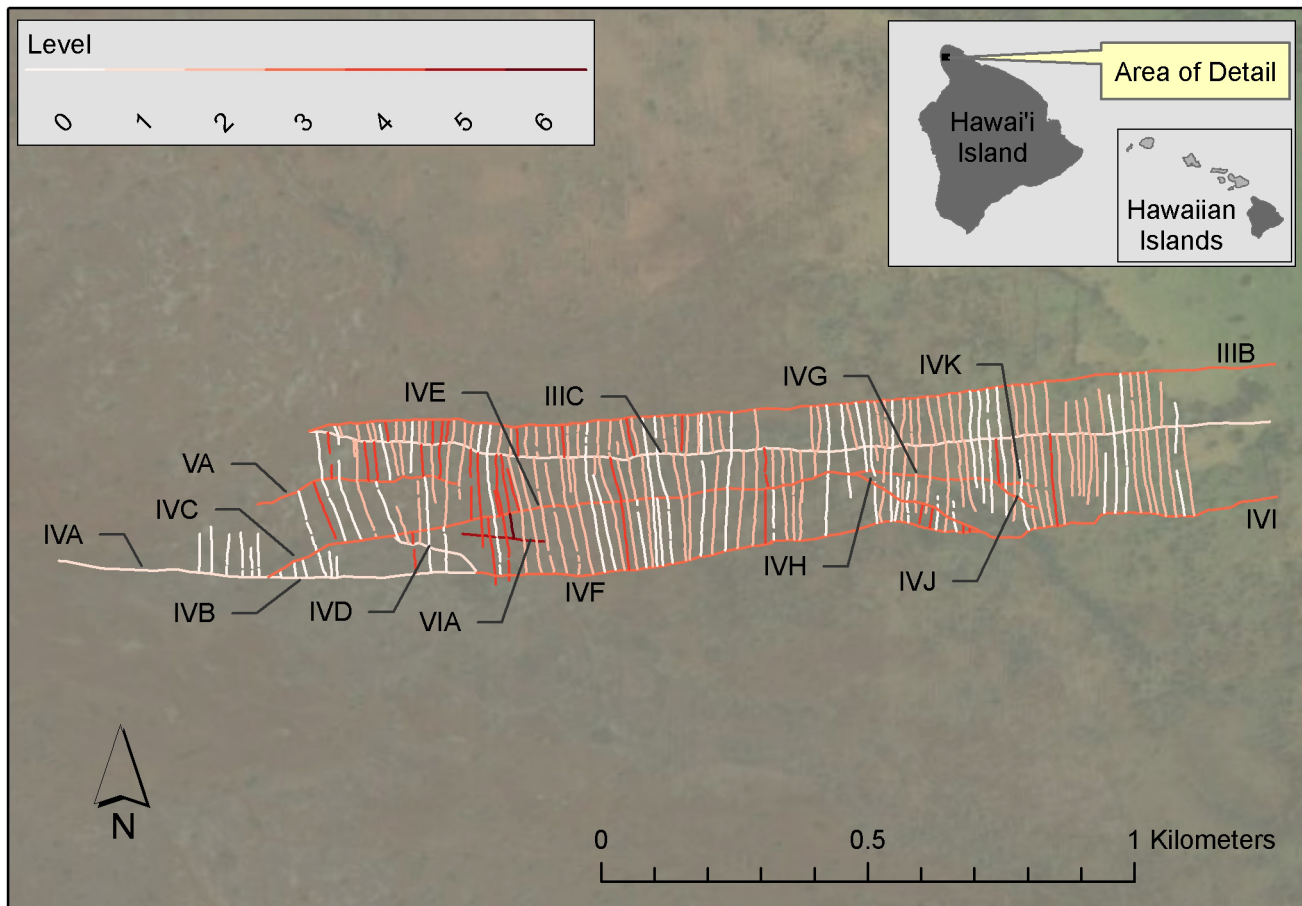 Level
0
1
2
3
4
5
6
Area of Detail
Hawai'i
Island
Hawaiian
Islands
IIIB
IVK
IVG
IIIC
IVE
VA
IVC
IVA
IVI
IVB
IVD
VIA
IVF
IVH
IVJ
N
0
0.5
1 Kilometers